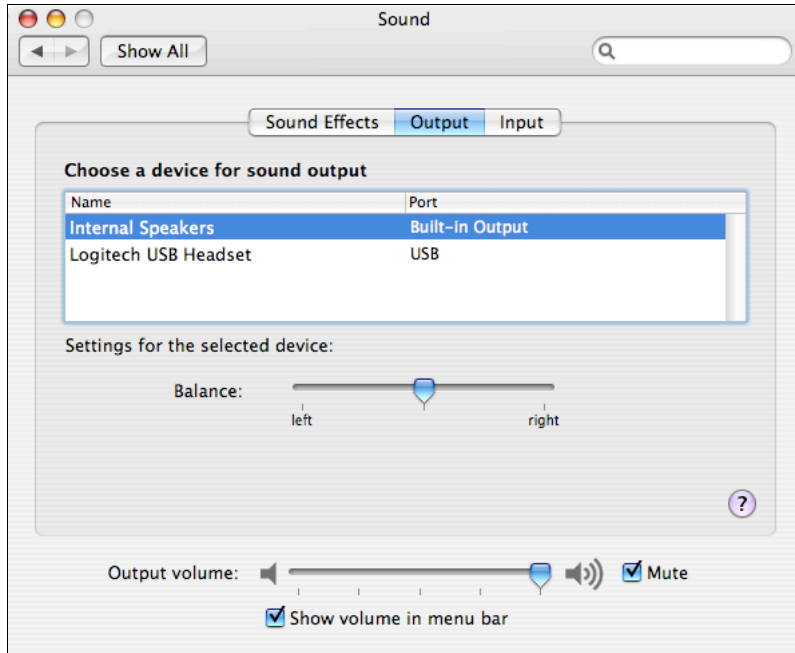 Sound
Show All
Sound Effects Output Input
Choose a device for sound output
Name Port
Internal Speakers Built-in Output
Logitech USB Headset USB
Settings for the selected device:
Balance:
left right
?
Output volume: Mute
Show volume in menu bar